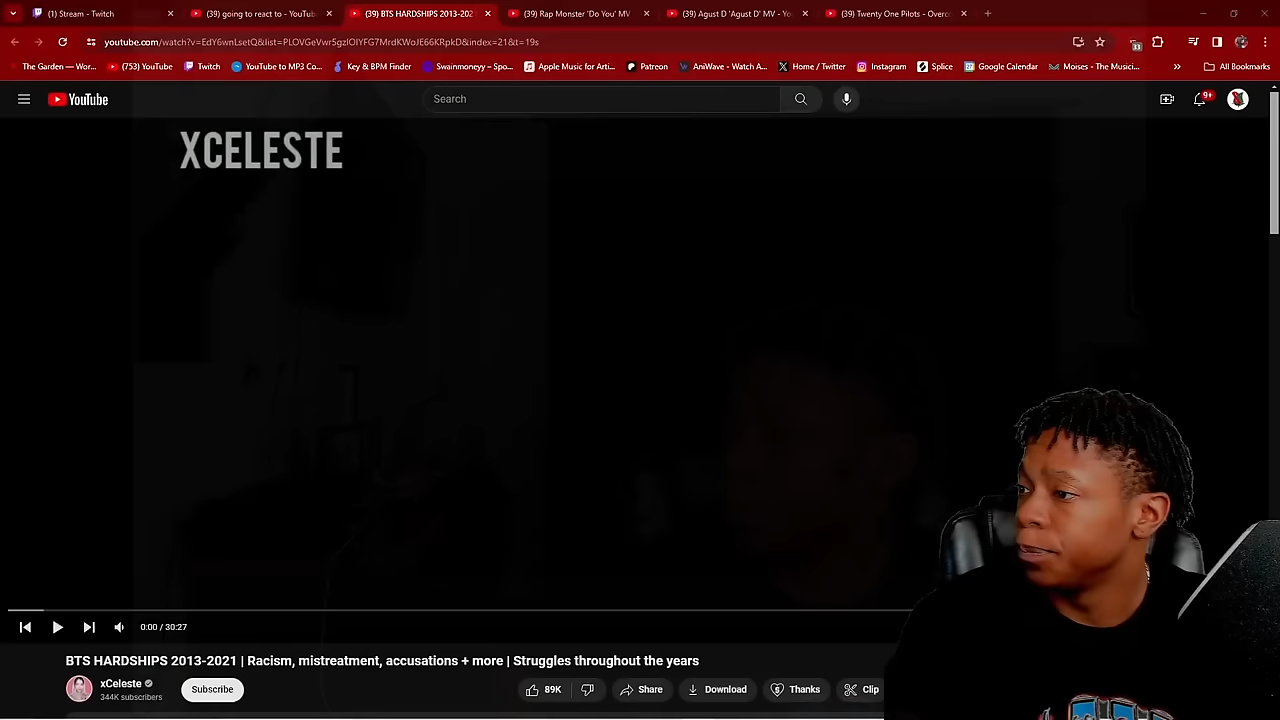 (1) Stream - Twitch
(39) going to react to - YouTub
(39) BTS HARDSHIPS 2013-202
(39) Rap Monster 'Do You' MV
(39) Agust D 'Agust D' MV - Yo
(39) Twenty One Pilots - Overco
youtube.com/watch?v=EdY6wnLsetQ&list=PLOVGeVwr5gzIOIYFG7MrdKWoJE66KRpkD&index=21&t=19s
33
The Garden — Wor...
(753) YouTube
Twitch
YouTube to MP3 Co...
Key & BPM Finder
Swainmoneyy – Spo...
Apple Music for Arti...
Patreon
AniWave - Watch A...
Home / Twitter
Instagram
Splice
Google Calendar
Moises - The Musici...
»
All Bookmarks
YouTube
Search
9+
XCELESTE
0:00 / 30:27
BTS HARDSHIPS 2013-2021 | Racism, mistreatment, accusations + more | Struggles throughout the years
xCeleste
344K subscribers
Subscribe
89K
Share
Download
Thanks
Clip